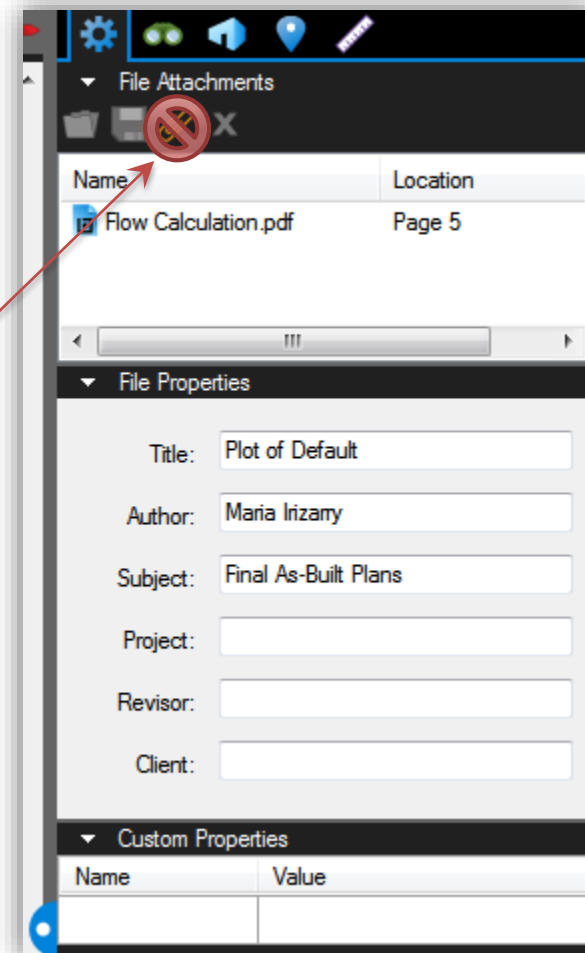 File Attachments
Name Location
Flow Calculation.pdf Page 5
File Properties
Title: Plot of Default
Author: Maria Irizarry
Subject: Final As-Built Plans
Project:
Revisor:
Client:
Custom Properties
Name Value